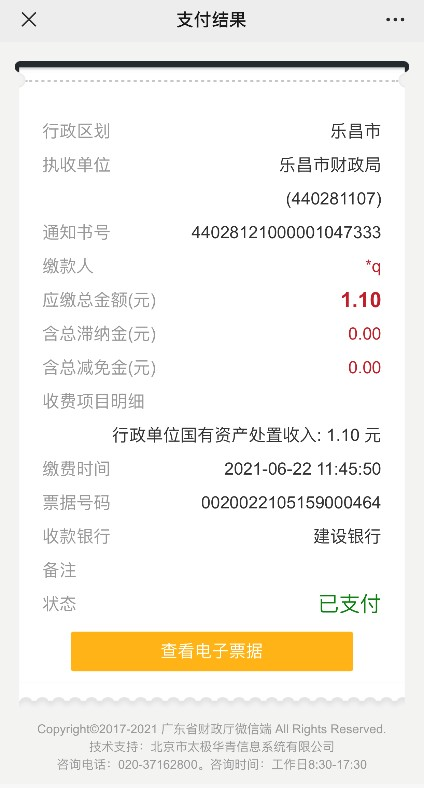 支付结果
行政区划 乐昌市
执收单位 乐昌市财政局
(440281107)
通知书号 44028121000001047333
缴款人 *q
应缴总金额(元) 1.10
含总滞纳金(元) 0.00
含总减免金(元) 0.00
收费项目明细
行政单位国有资产处置收入: 1.10 元
缴费时间 2021-06-22 11:45:50
票据号码 0020022105159000464
收款银行 建设银行
备注
状态 已支付
查看电子票据
Copyright©2017-2021 广东省财政厅微信端 All Rights Reserved.
技术支持：北京市太极华青信息系统有限公司
咨询电话：020-37162800。咨询时间：工作日8:30-17:30